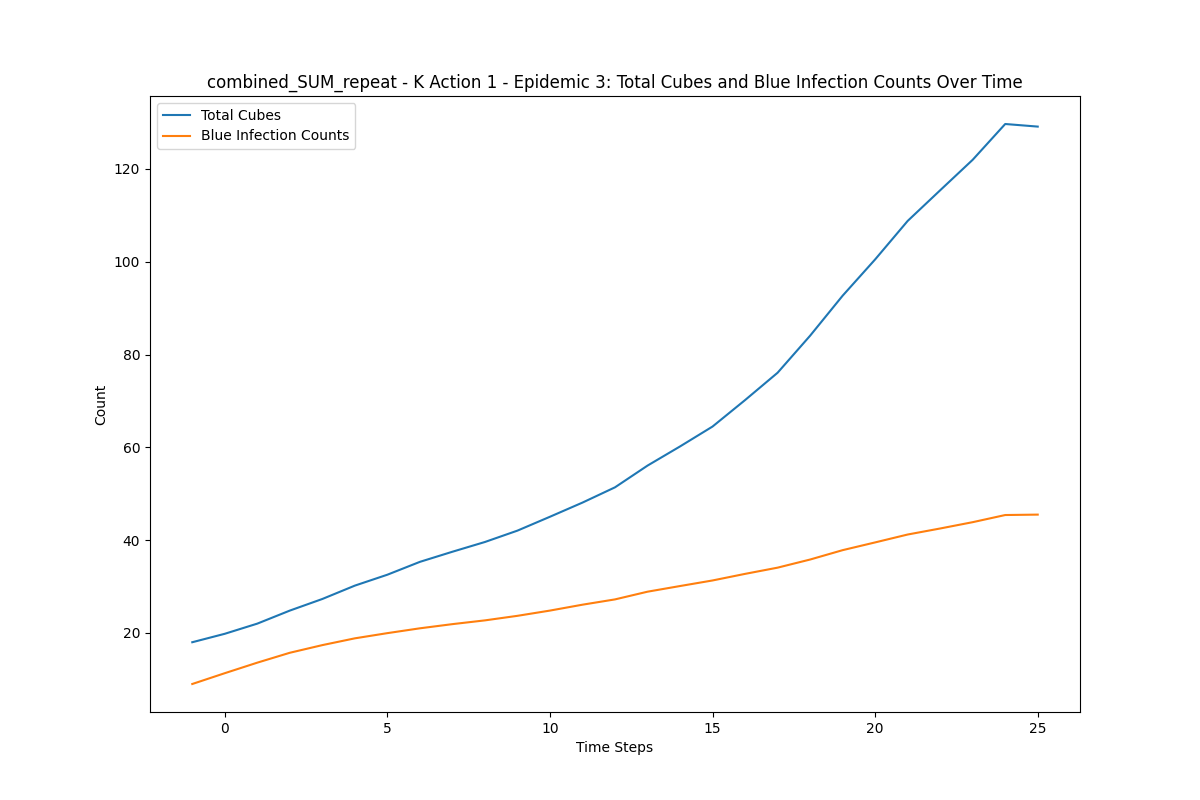 combined_SUM_repeat - K Action 1 - Epidemic 3: Total Cubes and Blue Infection Counts Over Time
Total Cubes
Blue Infection Counts
120
100
80
60
40
20
Count
0 5 10 15 20 25
Time Steps